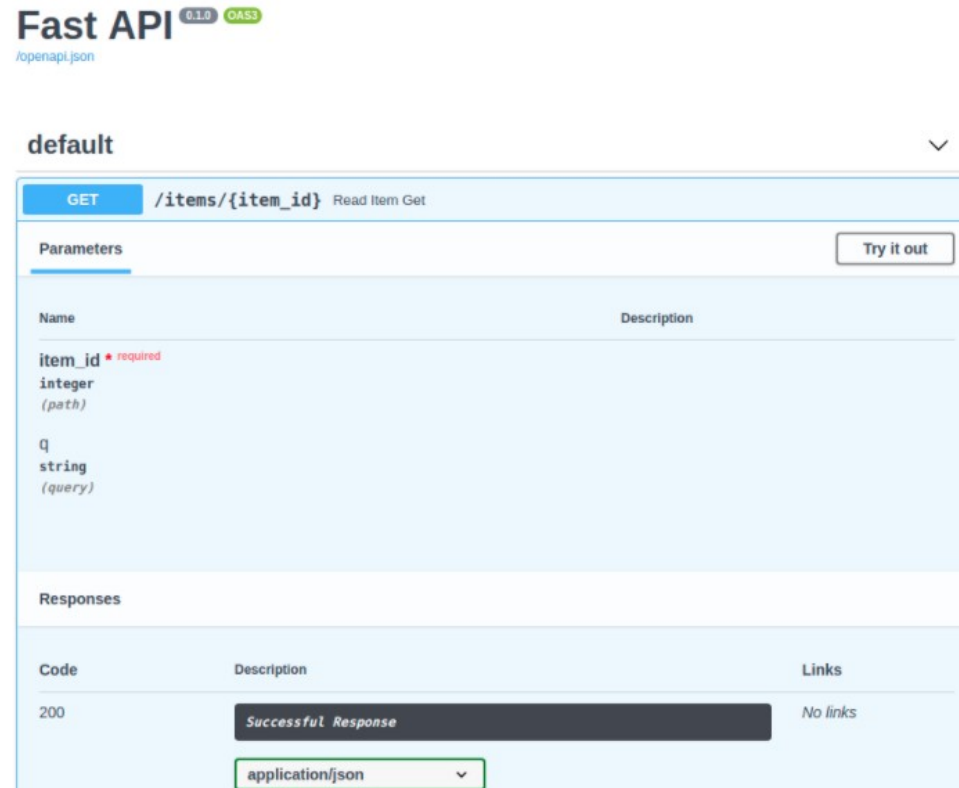 Fast API 0.1.0 OAS3
/openapi.json
default
GET /items/{item_id} Read Item Get
Parameters Try it out
Name Description
item_id * required
integer
(path)
q
string
(query)
Responses
Code Description Links
200 Successful Response No links
application/json